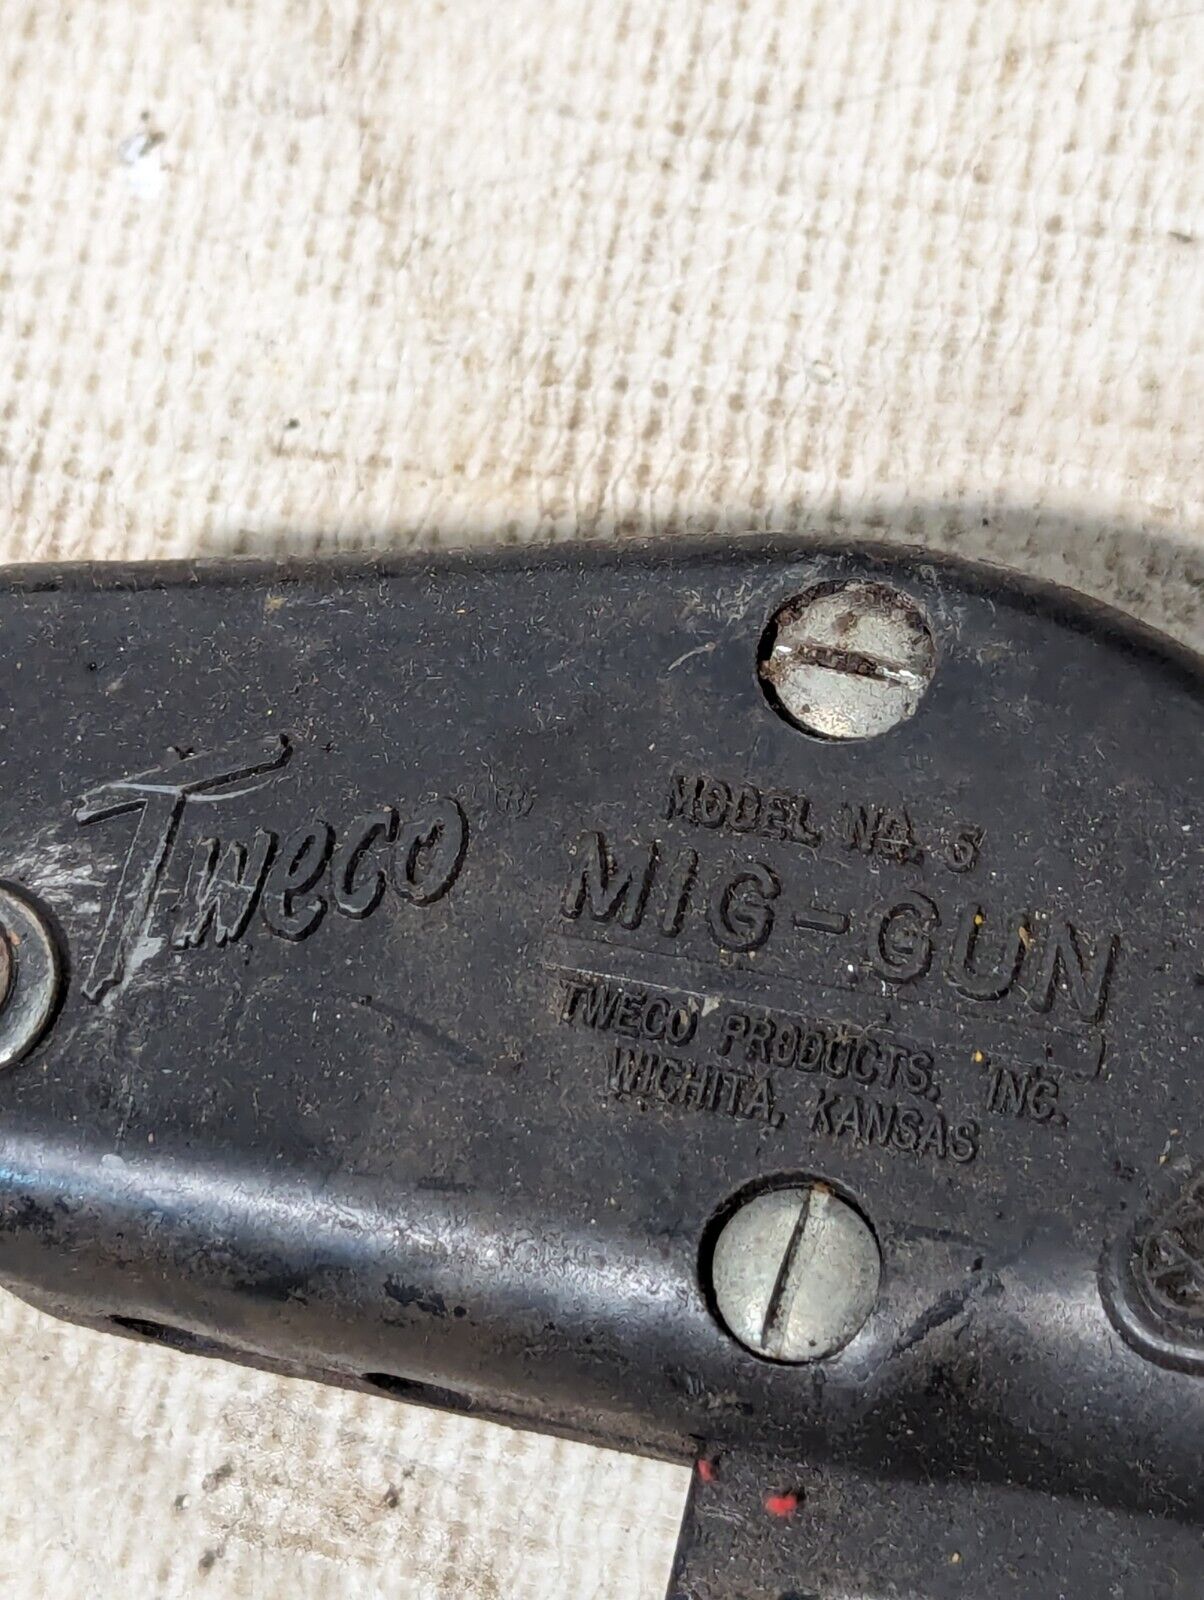 Tweco®
MODEL NO. 5
MIG-GUN
TWECO PRODUCTS, INC.
WICHITA, KANSAS